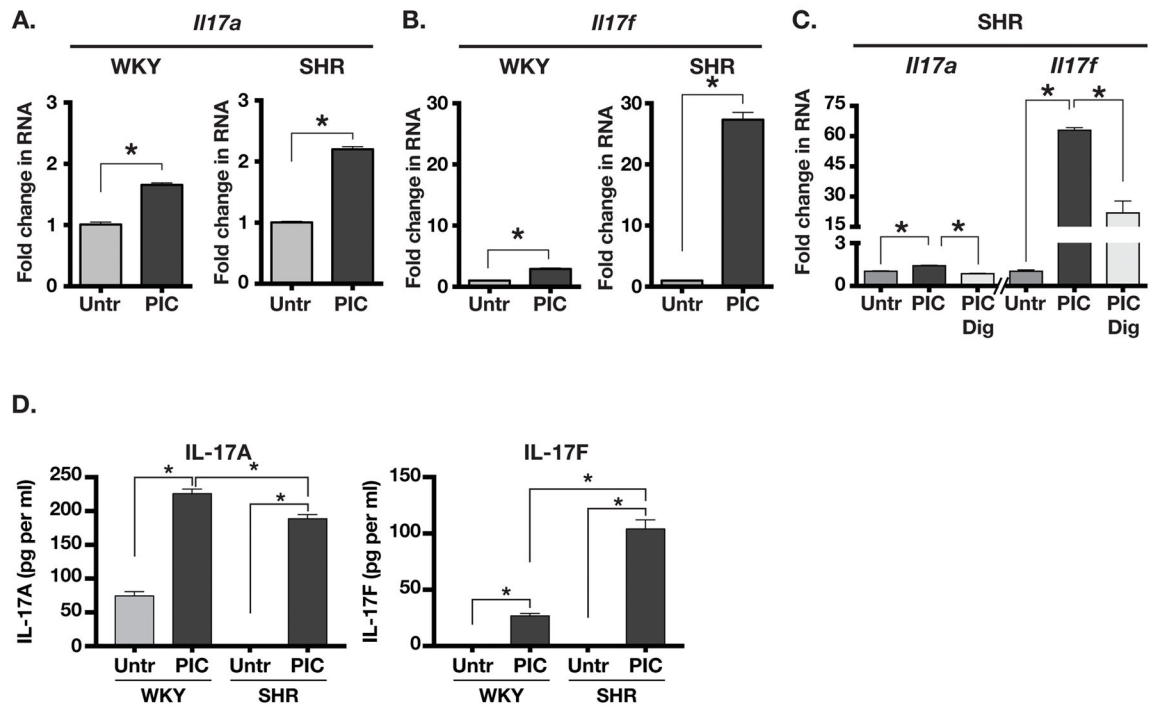 A.
Il17a
WKY
SHR
Fold change in RNA
3
2
1
0
*
Untr
PIC
Fold change in RNA
3
2
1
0
*
Untr
PIC
B.
Il17f
WKY
SHR
Fold change in RNA
30
20
10
0
*
Untr
PIC
Fold change in RNA
30
20
10
0
*
Untr
PIC
C.
SHR
Il17a
Il17f
Fold change in RNA
75
60
45
30
15
3
0
*
*
*
*
Untr
PIC
PIC
Dig
Untr
PIC
PIC
Dig
D.
IL-17A
IL-17A (pg per ml)
250
200
150
100
50
0
*
*
*
Untr
PIC
Untr
PIC
WKY
SHR
IL-17F
IL-17F (pg per ml)
150
100
50
0
*
*
*
Untr
PIC
Untr
PIC
WKY
SHR